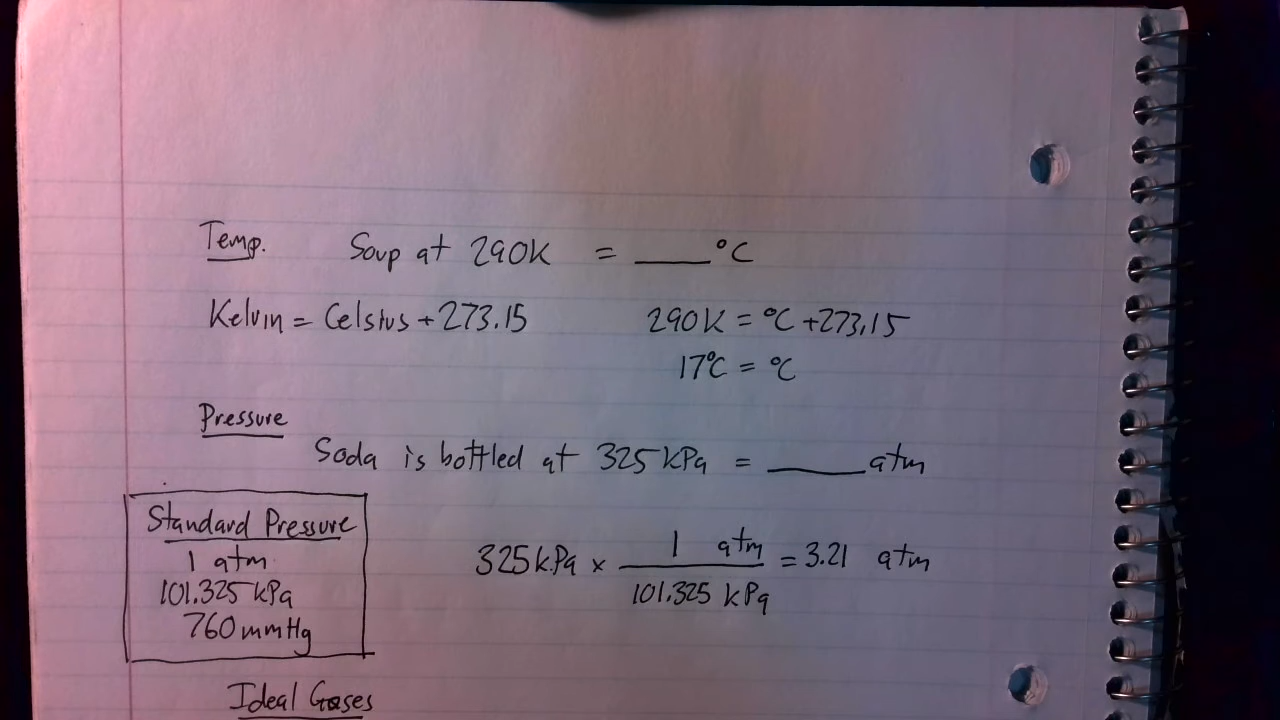 Temp. Soup at 290K = ____ °C
Kelvin = Celsius + 273.15 290K = °C + 273.15
17°C = °C
Pressure
Soda is bottled at 325 kPa = ____ atm
Standard Pressure
1 atm
101.325 kPa
760 mmHg
325 kPa × 1 atm / 101.325 kPa = 3.21 atm
Ideal Gases